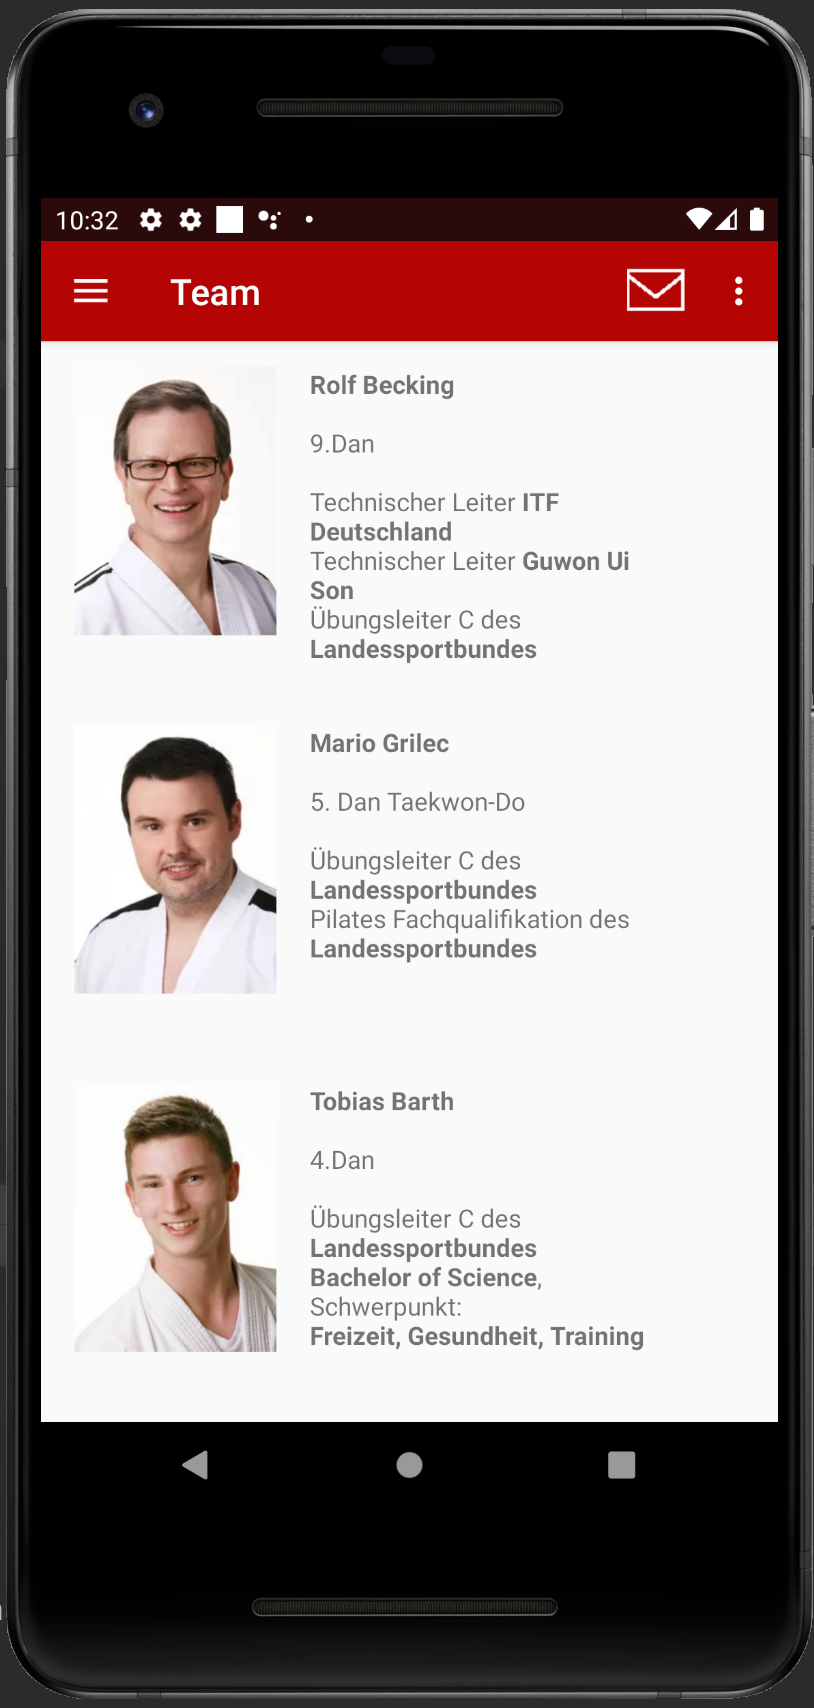 10:32
Team
Rolf Becking
9.Dan
Technischer Leiter ITF
Deutschland
Technischer Leiter Guwon Ui
Son
Übungsleiter C des
Landessportbundes
Mario Grilec
5. Dan Taekwon-Do
Übungsleiter C des
Landessportbundes
Pilates Fachqualifikation des
Landessportbundes
Tobias Barth
4.Dan
Übungsleiter C des
Landessportbundes
Bachelor of Science,
Schwerpunkt:
Freizeit, Gesundheit, Training